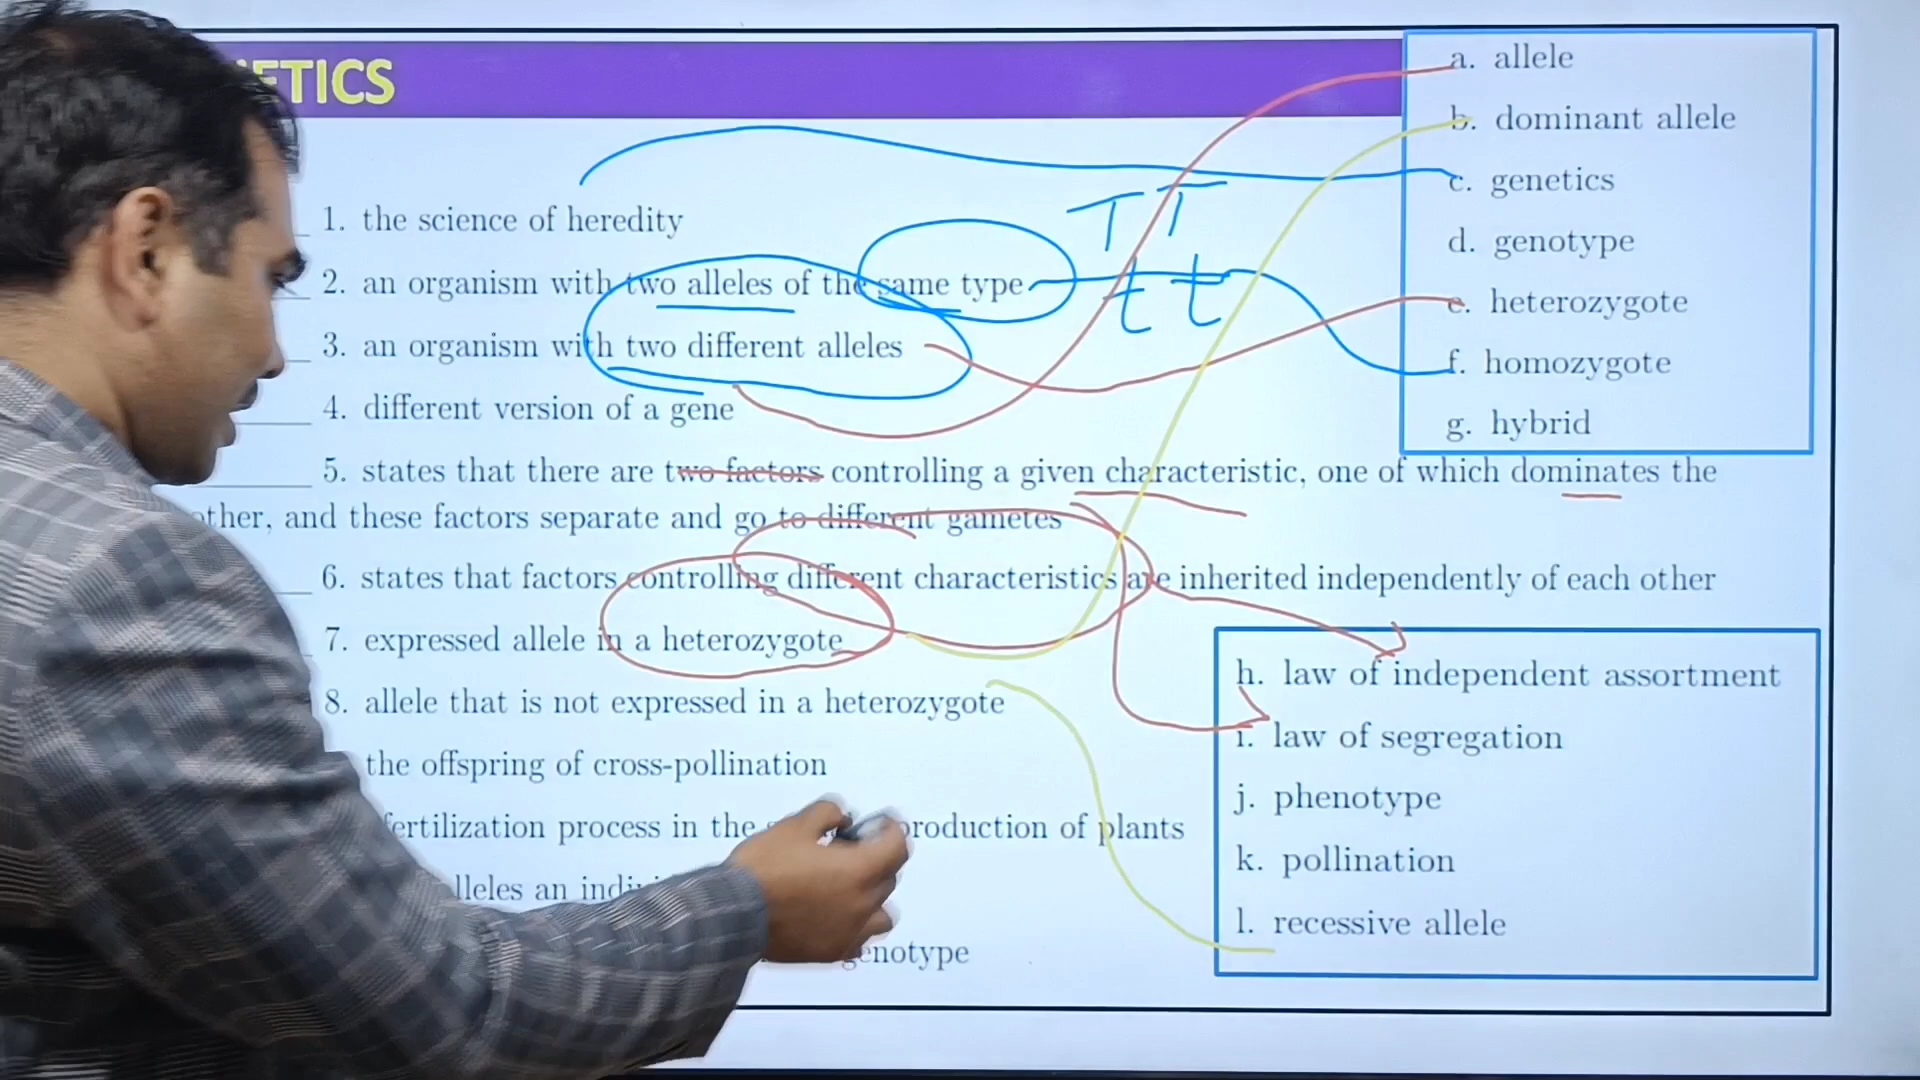 ETICS
a. allele
b. dominant allele
c. genetics
d. genotype
e. heterozygote
f. homozygote
g. hybrid
T T
t t
1. the science of heredity
2. an organism with two alleles of the same type
3. an organism with two different alleles
4. different version of a gene
5. states that there are two factors controlling a given characteristic, one of which dominates the
other, and these factors separate and go to different gametes
6. states that factors controlling different characteristics are inherited independently of each other
7. expressed allele in a heterozygote
8. allele that is not expressed in a heterozygote
the offspring of cross-pollination
fertilization process in the production of plants
lleles an
enotype
h. law of independent assortment
i. law of segregation
j. phenotype
k. pollination
l. recessive allele